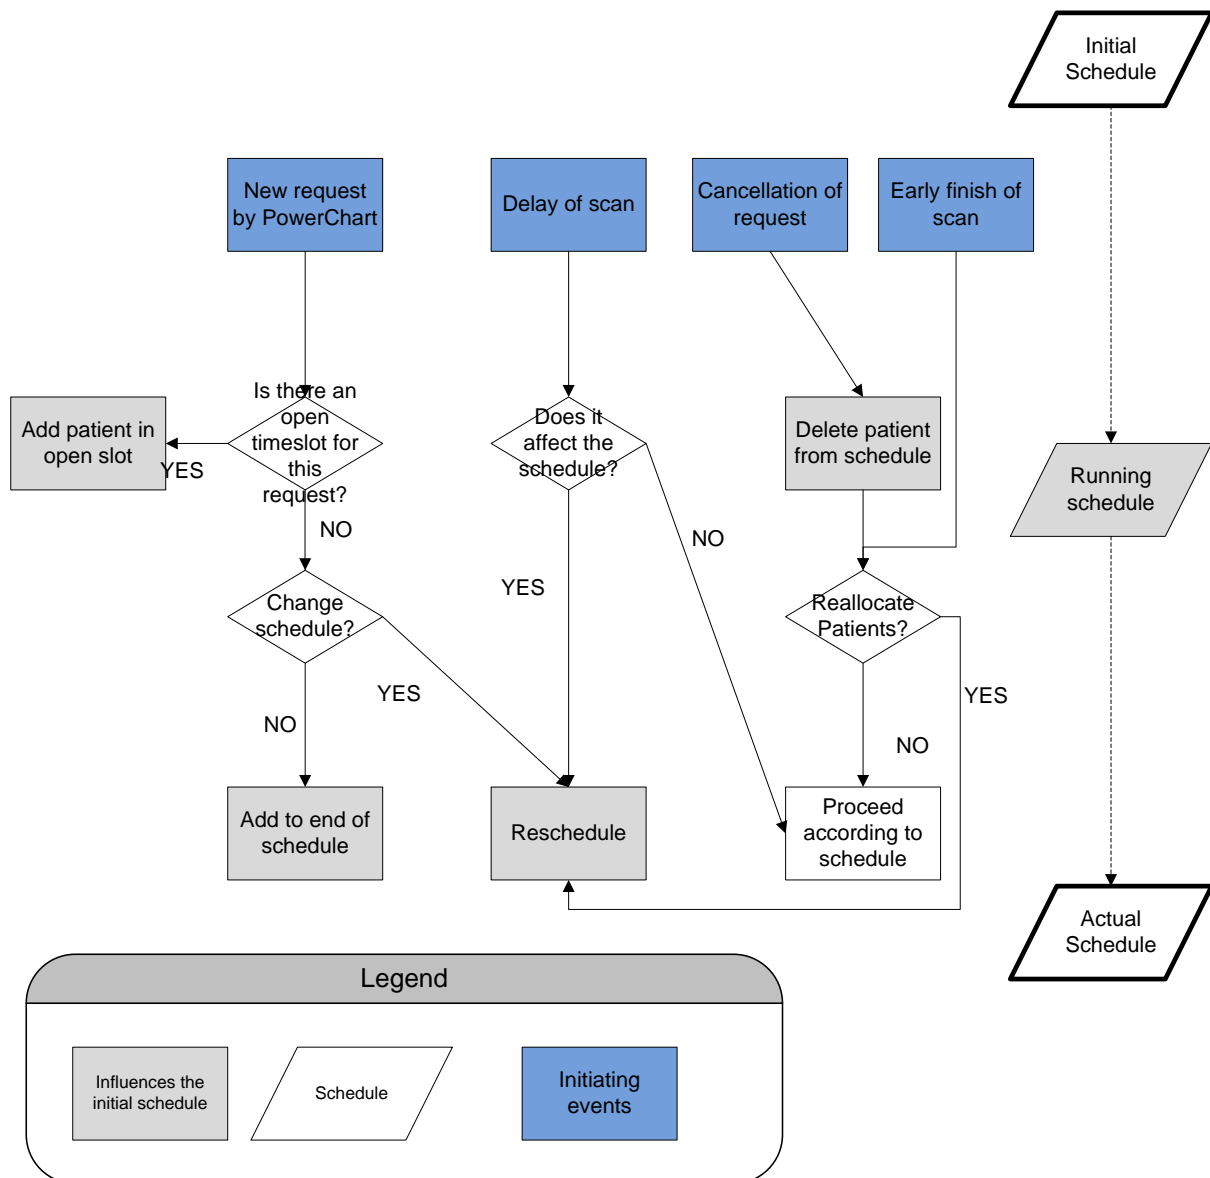 Initial
Schedule
New request
by PowerChart
Delay of scan
Cancellation of
request
Early finish of
scan
Add patient in
open slot
YES
Is there an
open
timeslot for
this
request?
Does it
affect the
schedule?
Delete patient
from schedule
Running
schedule
NO
NO
YES
Change
schedule?
Reallocate
Patients?
YES
YES
NO
NO
Add to end of
schedule
Reschedule
Proceed
according to
schedule
Actual
Schedule
Legend
Influences the
initial schedule
Schedule
Initiating
events